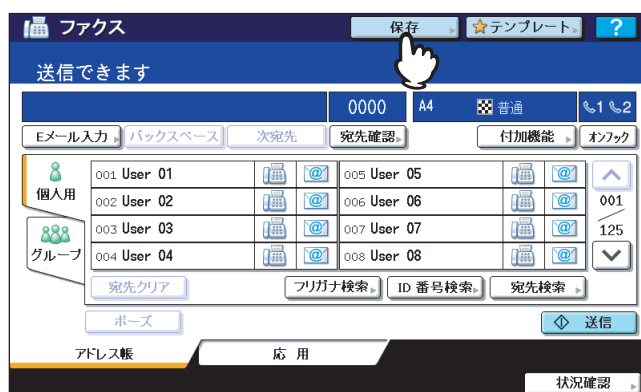 ファクス 保存 テンプレート ?
送信できます
0000 A4 普通 1 2
Eメール入力 バックスペース 次宛先 宛先確認 付加機能 オンフック
個人用
グループ
001 User 01 005 User 05
002 User 02 006 User 06
003 User 03 007 User 07
004 User 04 008 User 08
001
125
宛先クリア フリガナ検索 ID 番号検索 宛先検索
ポーズ 送信
アドレス帳 応 用
状況確認